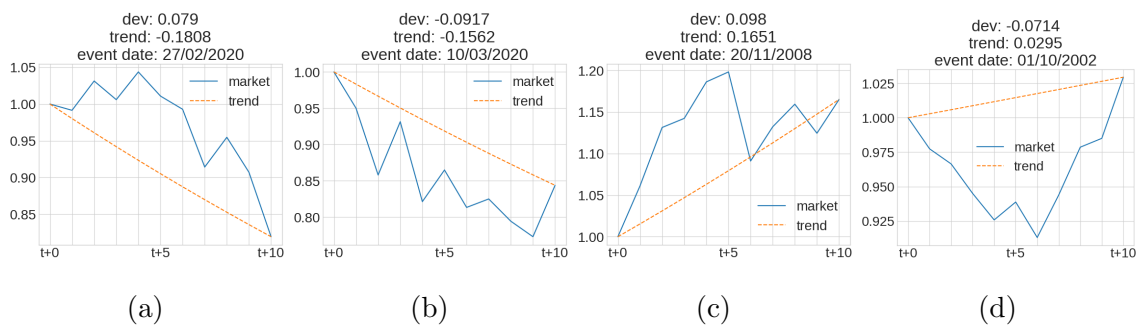 dev: 0.079
trend: -0.1808
event date: 27/02/2020
1.05
1.00
0.95
0.90
0.85
market
trend
t+0
t+5
t+10
(a)
dev: -0.0917
trend: -0.1562
event date: 10/03/2020
1.00
0.95
0.90
0.85
0.80
market
trend
t+0
t+5
t+10
(b)
dev: 0.098
trend: 0.1651
event date: 20/11/2008
1.20
1.15
1.10
1.05
1.00
market
trend
t+0
t+5
t+10
(c)
dev: -0.0714
trend: 0.0295
event date: 01/10/2002
1.025
1.000
0.975
0.950
0.925
market
trend
t+0
t+5
t+10
(d)